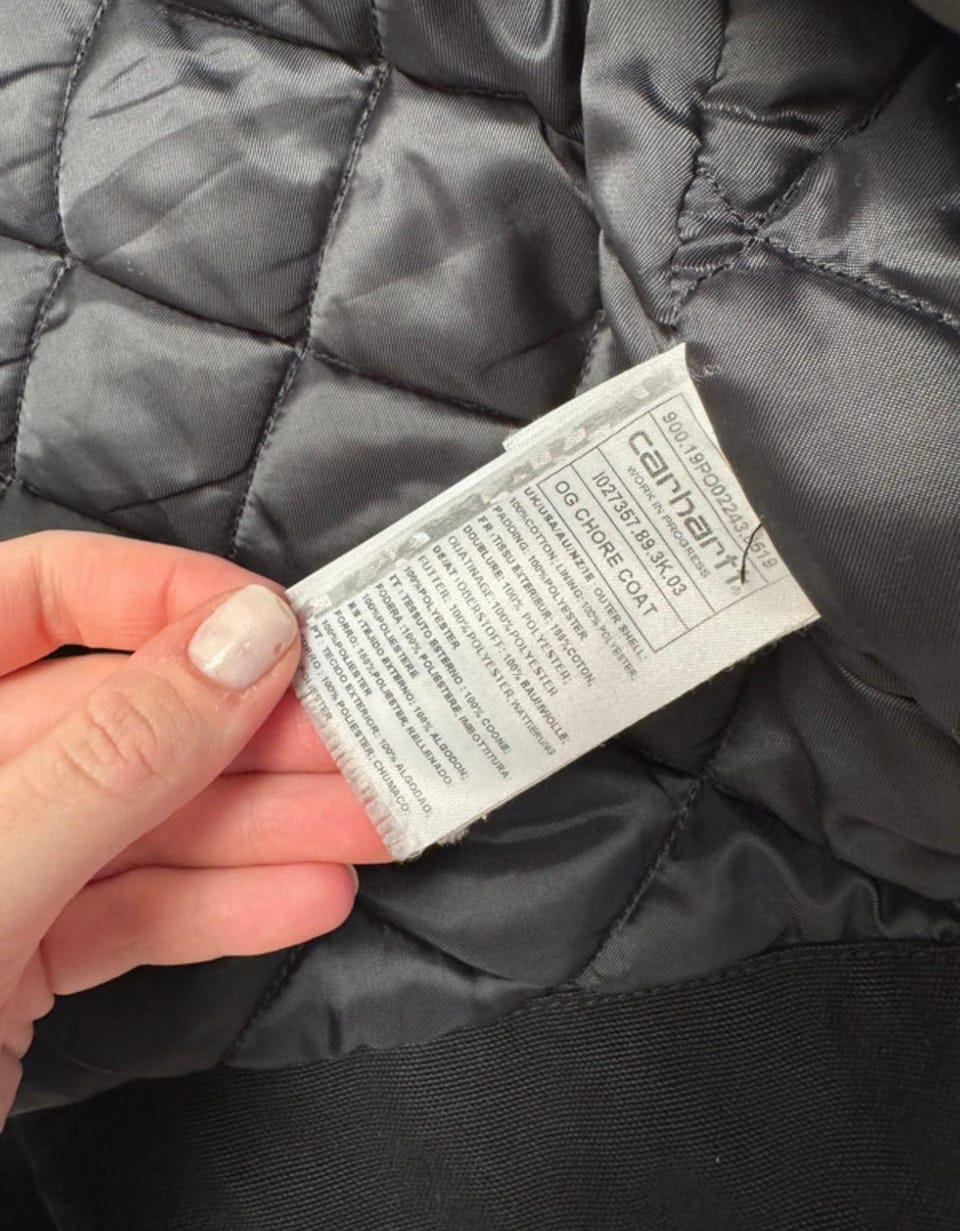 900.19PO02243.
carhartt
WORK IN PROGRESS
I027357.89.3K.03
OG CHORE COAT
UK/USA/AU/NZ/IE OUTER SHELL:
100%COTTON, LINING: 100% POLYESTER,
PADDING: 100%POLYESTER
FR :TISSU EXTERIEUR: 100%COTON,
DOUBLURE: 100% POLYESTER,
OUATINAGE: 100%POLYESTER
DE/AT :OBERSTOFF: 100% BAUMWOLLE,
FUTTER: 100%POLYESTER, WATTIERUNG
100%POLYESTER
IT : TESSUTO ESTERNO : 100% COONE,
FODERA :100% POLIESTERE, IMBOTTITURA:
100%POLIESTERE
ES :TEJIDO EXTERNO: 100% ALGODON,
FORRO: 100%POLIESTER, RELLENADO:
100%POLIESTER
PT : TECIDO EXTERIOR: 100% ALGODAO,
100% POLIESTER, CHUMACO: